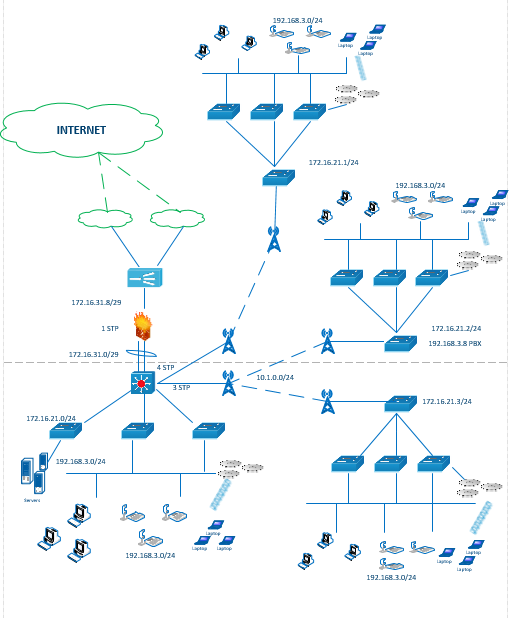 192.168.3.0/24
Laptop
Laptop
Laptop
INTERNET
172.16.21.1/24
192.168.3.0/24
Laptop
Laptop
Laptop
172.16.31.8/29
1 STP
172.16.21.2/24
192.168.3.8 PBX
172.16.31.0/29
4 STP
3 STP
10.1.0.0/24
172.16.21.3/24
172.16.21.0/24
192.168.3.0/24
Servers
Laptop
Laptop
Laptop
192.168.3.0/24
Laptop
Laptop
Laptop
192.168.3.0/24